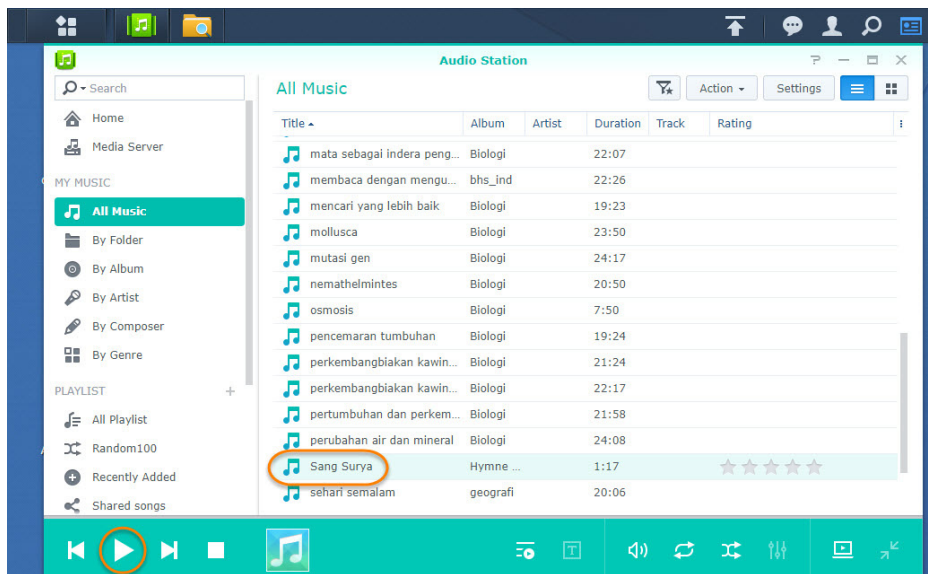 Audio Station
Search
Home
Media Server
MY MUSIC
All Music
By Folder
By Album
By Artist
By Composer
By Genre
PLAYLIST +
All Playlist
Random100
Recently Added
Shared songs
All Music
Action Settings
Title Album Artist Duration Track Rating
mata sebagai indera peng... Biologi 22:07
membaca dengan mengu... bhs_ind 22:26
mencari yang lebih baik Biologi 19:23
mollusca Biologi 23:50
mutasi gen Biologi 24:17
nemathelmintes Biologi 20:50
osmosis Biologi 7:50
pencemaran tumbuhan Biologi 19:24
perkembangbiakan kawin... Biologi 21:24
perkembangbiakan kawin... Biologi 22:17
pertumbuhan dan perkem... Biologi 21:58
perubahan air dan mineral Biologi 24:08
Sang Surya Hymne ... 1:17
sehari semalam geografi 20:06